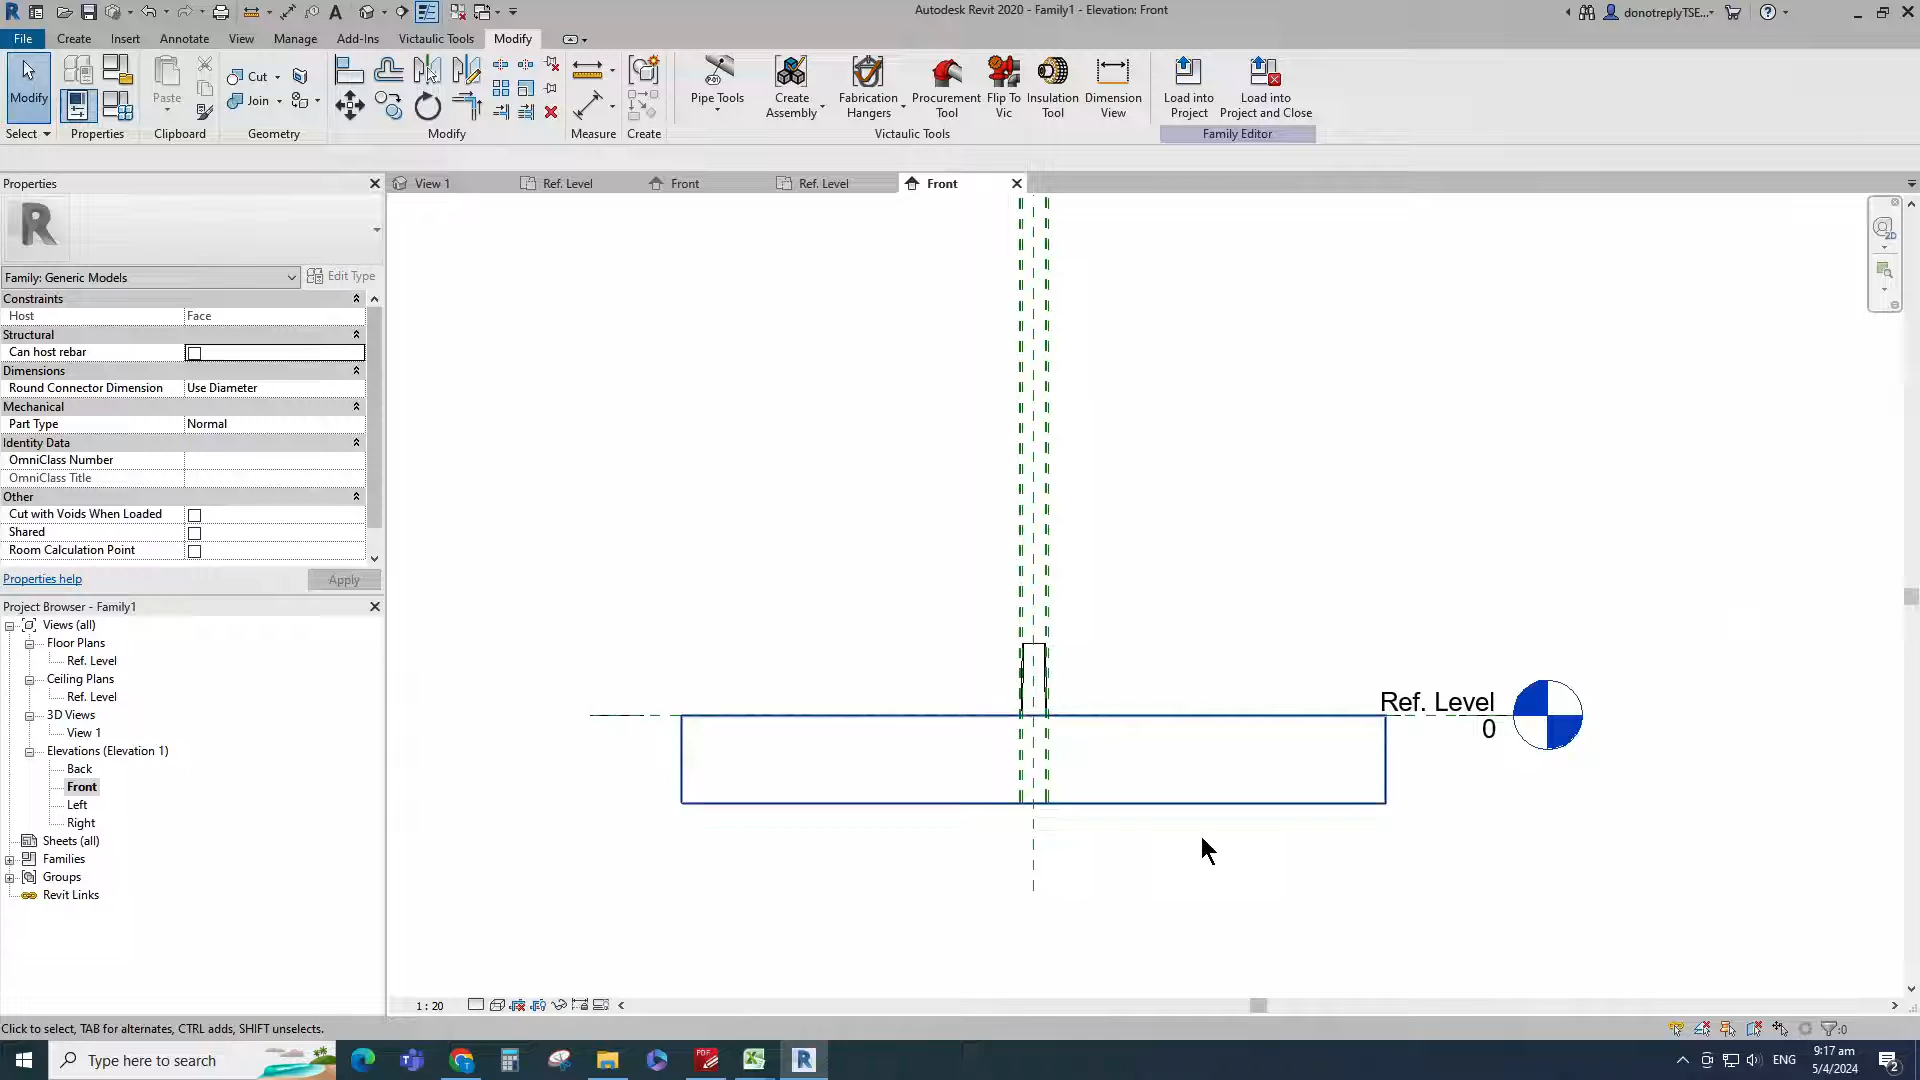 Autodesk Revit 2020 - Family1 - Elevation: Front
donotreplyTSE...
File
Create
Insert
Annotate
View
Manage
Add-Ins
Victaulic Tools
Modify
Modify
Paste
Cut
Join
Pipe Tools
Create
Assembly
Fabrication
Hangers
Procurement
Tool
Flip To
Vic
Insulation
Tool
Dimension
View
Load into
Project
Load into
Project and Close
Select
Properties
Clipboard
Geometry
Modify
Measure
Create
Victaulic Tools
Family Editor
Properties
View 1
Ref. Level
Front
Ref. Level
Front
R
Family: Generic Models
Edit Type
Constraints
Host Face
Structural
Can host rebar
Dimensions
Round Connector Dimension Use Diameter
Mechanical
Part Type Normal
Identity Data
OmniClass Number
OmniClass Title
Other
Cut with Voids When Loaded
Shared
Room Calculation Point
Properties help
Apply
Project Browser - Family1
Views (all)
Floor Plans
Ref. Level
Ceiling Plans
Ref. Level
3D Views
View 1
Elevations (Elevation 1)
Back
Front
Left
Right
Sheets (all)
Families
Groups
Revit Links
2D
Ref. Level
0
1 : 20
Click to select, TAB for alternates, CTRL adds, SHIFT unselects.
:0
Type here to search
PDF
ENG
9:17 am
5/4/2024
2